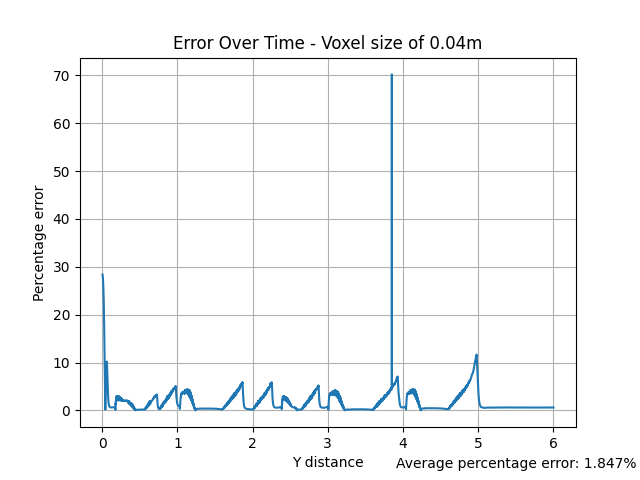 Error Over Time - Voxel size of 0.04m
Percentage error
70
60
50
40
30
20
10
0
0 1 2 3 4 5 6
Y distance
Average percentage error: 1.847%